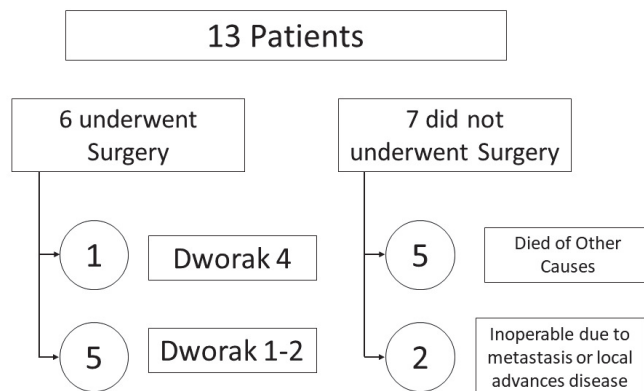 13 Patients
6 underwent
Surgery
7 did not
underwent Surgery
1
Dworak 4
5
Died of Other
Causes
5
Dworak 1-2
2
Inoperable due to
metastasis or local
advances disease